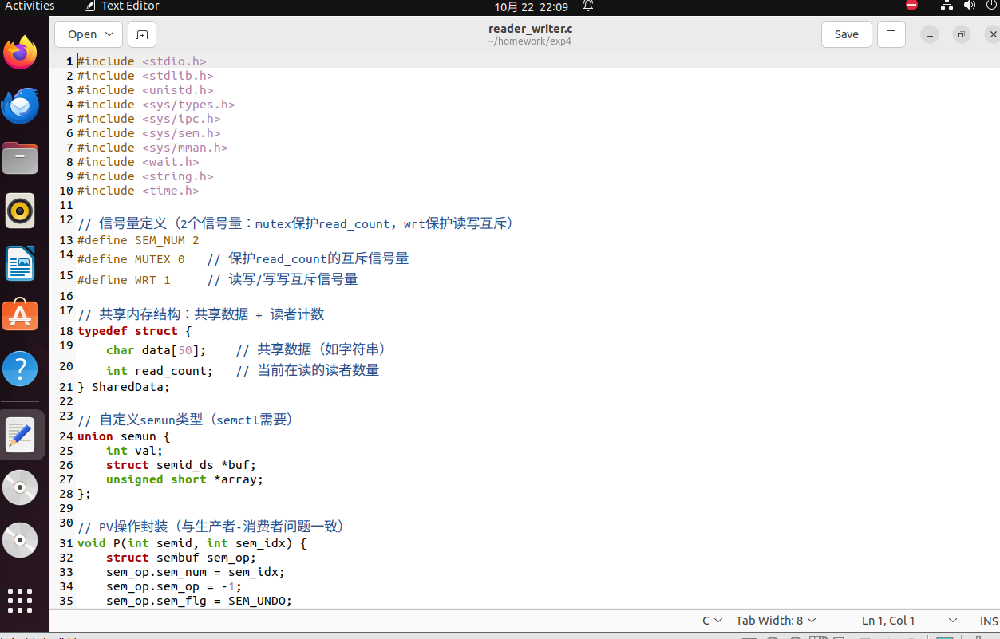 Activities Text Editor 10月 22 22:09
Open reader_writer.c Save
~/homework/exp4
1 #include <stdio.h>
2 #include <stdlib.h>
3 #include <unistd.h>
4 #include <sys/types.h>
5 #include <sys/ipc.h>
6 #include <sys/sem.h>
7 #include <sys/mman.h>
8 #include <wait.h>
9 #include <string.h>
10 #include <time.h>
11
12 // 信号量定义（2个信号量：mutex保护read_count，wrt保护读写互斥）
13 #define SEM_NUM 2
14 #define MUTEX 0   // 保护read_count的互斥信号量
15 #define WRT 1     // 读写/写写互斥信号量
16
17 // 共享内存结构：共享数据 + 读者计数
18 typedef struct {
19     char data[50];    // 共享数据（如字符串）
20     int read_count;   // 当前在读的读者数量
21 } SharedData;
22
23 // 自定义semun类型（semctl需要）
24 union semun {
25     int val;
26     struct semid_ds *buf;
27     unsigned short *array;
28 };
29
30 // PV操作封装（与生产者-消费者问题一致）
31 void P(int semid, int sem_idx) {
32     struct sembuf sem_op;
33     sem_op.sem_num = sem_idx;
34     sem_op.sem_op = -1;
35     sem_op.sem_flg = SEM_UNDO;
C Tab Width: 8 Ln 1, Col 1 INS